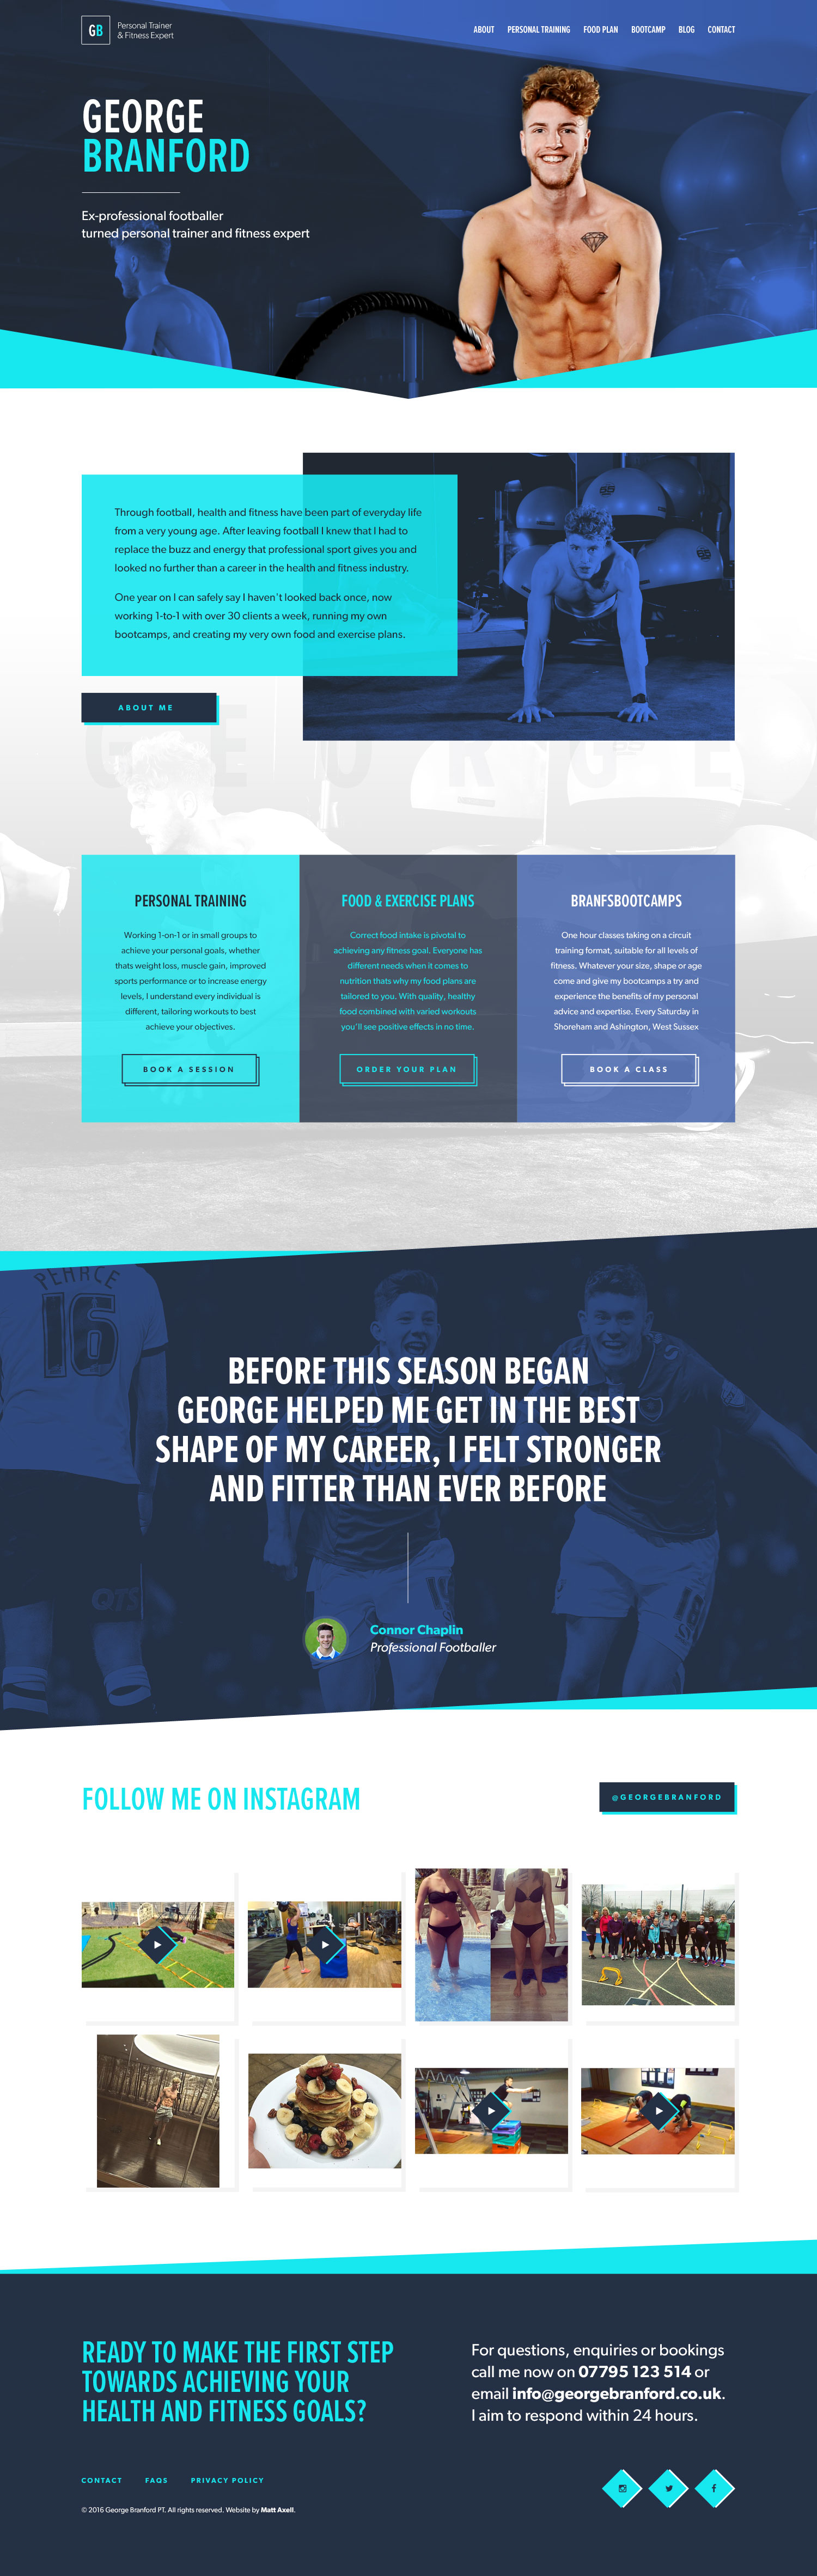 GB
Personal Trainer
& Fitness Expert
ABOUT PERSONAL TRAINING FOOD PLAN BOOTCAMP BLOG CONTACT
GEORGE
BRANFORD
Ex-professional footballer
turned personal trainer and fitness expert
Through football, health and fitness have been part of everyday life
from a very young age. After leaving football I knew that I had to
replace the buzz and energy that professional sport gives you and
looked no further than a career in the health and fitness industry.
One year on I can safely say I haven't looked back once, now
working 1-to-1 with over 30 clients a week, running my own
bootcamps, and creating my very own food and exercise plans.
ABOUT ME
GEORGE
PERSONAL TRAINING
Working 1-on-1 or in small groups to
achieve your personal goals, whether
thats weight loss, muscle gain, improved
sports performance or to increase energy
levels, I understand every individual is
different, tailoring workouts to best
achieve your objectives.
BOOK A SESSION
FOOD & EXERCISE PLANS
Correct food intake is pivotal to
achieving any fitness goal. Everyone has
different needs when it comes to
nutrition thats why my food plans are
tailored to you. With quality, healthy
food combined with varied workouts
you'll see positive effects in no time.
ORDER YOUR PLAN
BRANFSBOOTCAMPS
One hour classes taking on a circuit
training format, suitable for all levels of
fitness. Whatever your size, shape or age
come and give my bootcamps a try and
experience the benefits of my personal
advice and expertise. Every Saturday in
Shoreham and Ashington, West Sussex
BOOK A CLASS
PEARCE
16
BEFORE THIS SEASON BEGAN
GEORGE HELPED ME GET IN THE BEST
SHAPE OF MY CAREER, I FELT STRONGER
AND FITTER THAN EVER BEFORE
Connor Chaplin
Professional Footballer
FOLLOW ME ON INSTAGRAM
@GEORGEBRANFORD
READY TO MAKE THE FIRST STEP
TOWARDS ACHIEVING YOUR
HEALTH AND FITNESS GOALS?
For questions, enquiries or bookings
call me now on 07795 123 514 or
email info@georgebranford.co.uk.
I aim to respond within 24 hours.
CONTACT FAQS PRIVACY POLICY
© 2016 George Branford PT. All rights reserved. Website by Matt Axell.